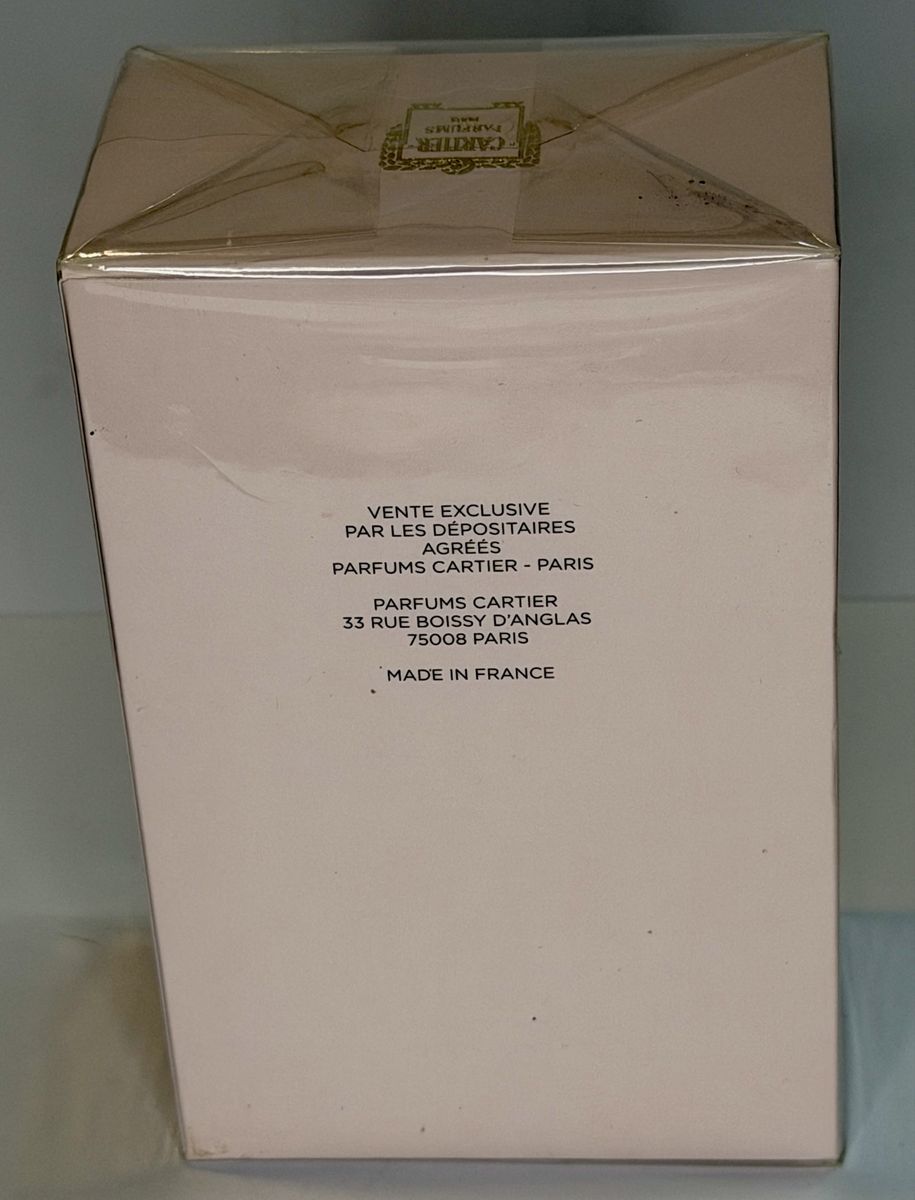 CARTIER
PARFUMS
PARIS
VENTE EXCLUSIVE
PAR LES DÉPOSITAIRES
AGRÉÉS
PARFUMS CARTIER - PARIS
PARFUMS CARTIER
33 RUE BOISSY D'ANGLAS
75008 PARIS
MADE IN FRANCE